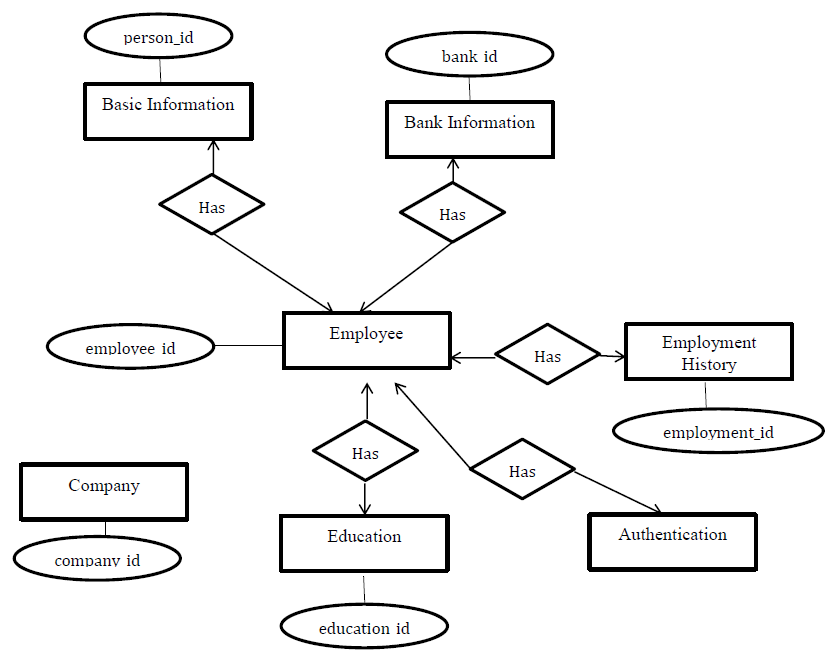 person_id
bank id
Basic Information
Bank Information
Has
Has
Employee
employee id
Has
Employment
History
employment_id
Has
Has
Company
company id
Education
Authentication
education id